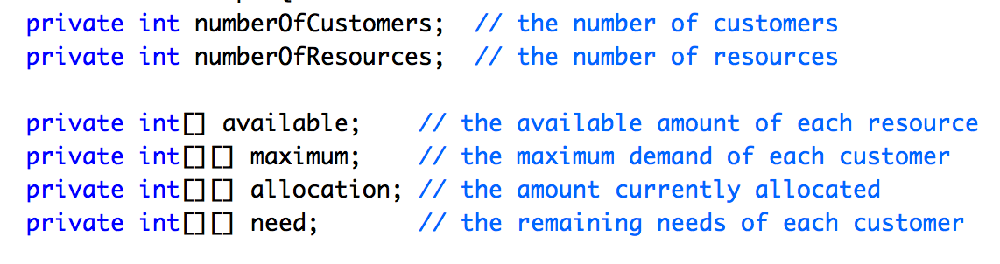 private int numberOfCustomers; // the number of customers
private int numberOfResources; // the number of resources
private int[] available; // the available amount of each resource
private int[][] maximum; // the maximum demand of each customer
private int[][] allocation; // the amount currently allocated
private int[][] need; // the remaining needs of each customer